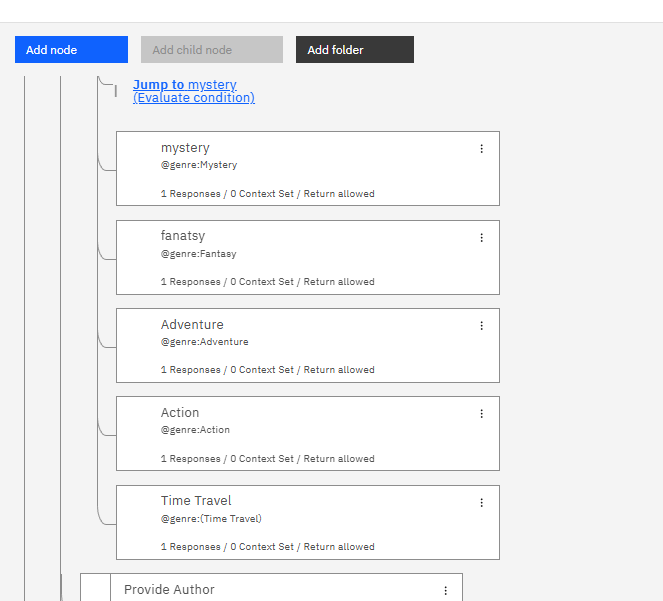 Add node
Add child node
Add folder
Jump to mystery
(Evaluate condition)
mystery
@genre:Mystery
1 Responses / 0 Context Set / Return allowed
fanatsy
@genre:Fantasy
1 Responses / 0 Context Set / Return allowed
Adventure
@genre:Adventure
1 Responses / 0 Context Set / Return allowed
Action
@genre:Action
1 Responses / 0 Context Set / Return allowed
Time Travel
@genre:(Time Travel)
1 Responses / 0 Context Set / Return allowed
Provide Author